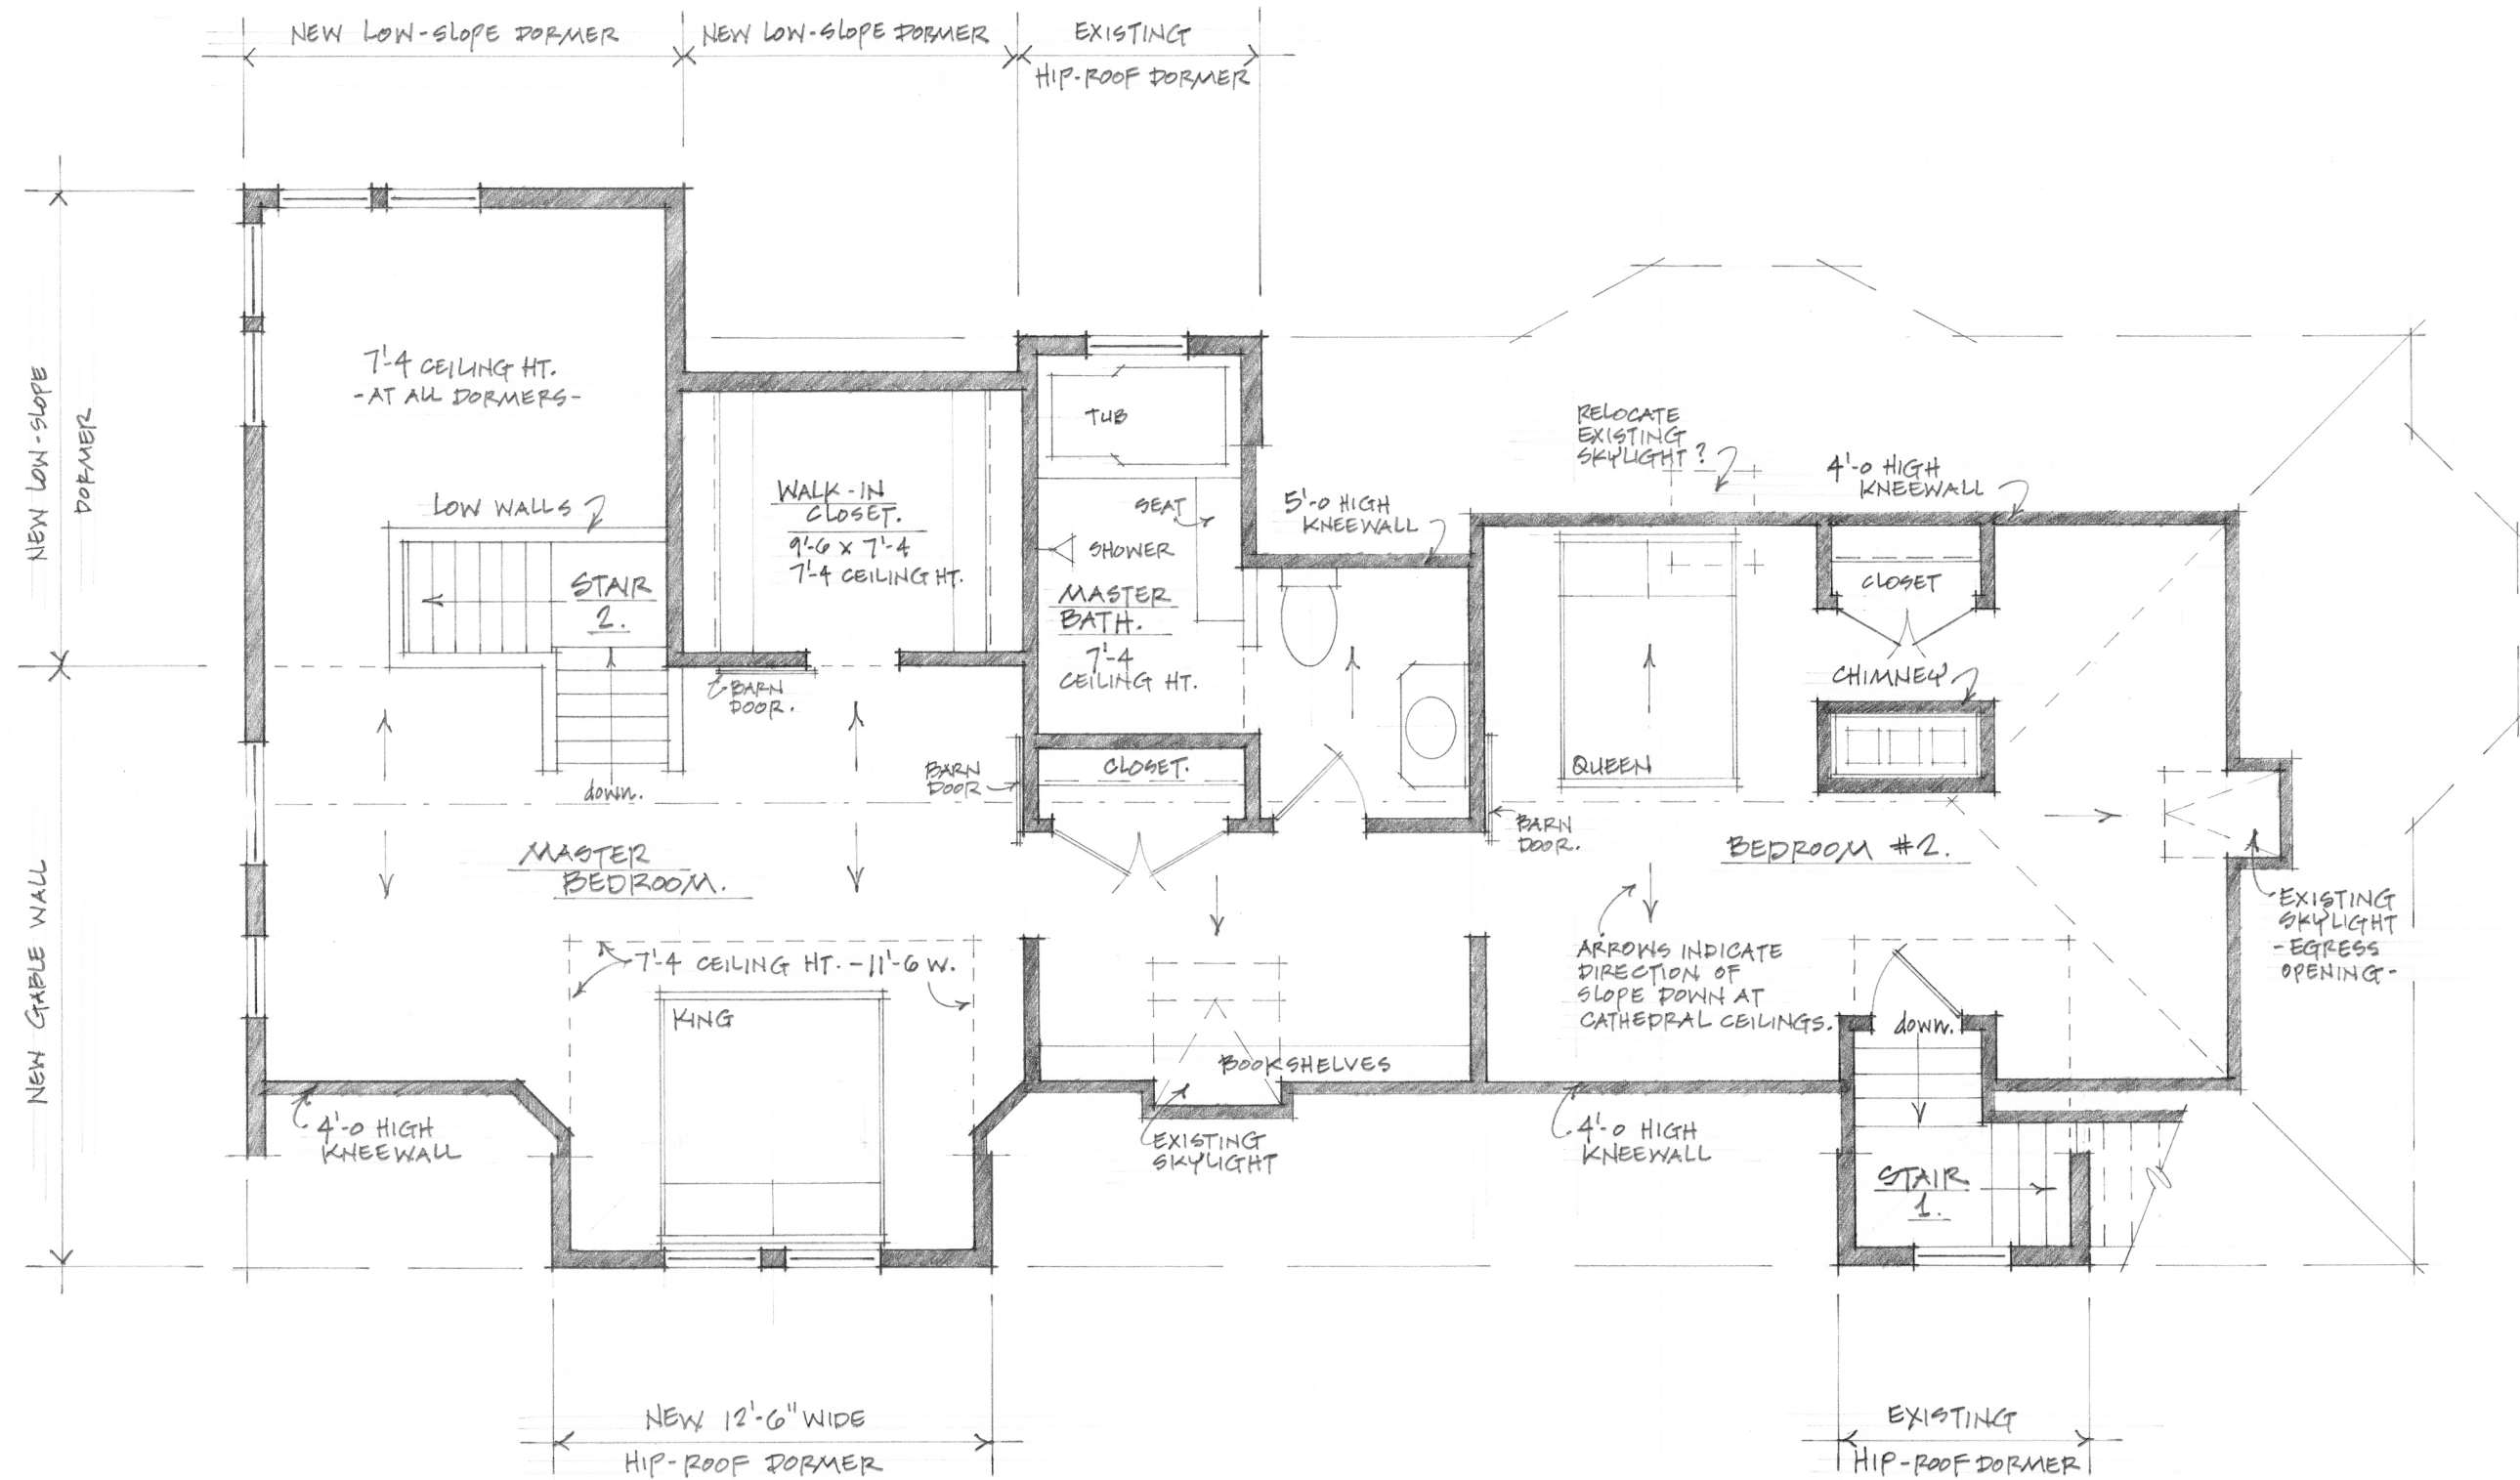 NEW LOW-SLOPE DORMER
NEW LOW-SLOPE DORMER
EXISTING
HIP-ROOF DORMER
NEW LOW-SLOPE
DORMER
NEW GABLE WALL
7'-4 CEILING HT.
-AT ALL DORMERS-
LOW WALLS
STAIR
2.
down.
WALK-IN
CLOSET.
9'-6 x 7'-4
7'-4 CEILING HT.
BARN
DOOR.
TUB
SEAT
SHOWER
MASTER
BATH.
7'-4
CEILING HT.
5'-0 HIGH
KNEEWALL
RELOCATE
EXISTING
SKYLIGHT?
4'-0 HIGH
KNEEWALL
CLOSET
CHIMNEY
QUEEN
BARN
DOOR
CLOSET.
BARN
DOOR.
BEDROOM #2.
MASTER
BEDROOM.
7'-4 CEILING HT. -11'-6 W.
KING
ARROWS INDICATE
DIRECTION OF
SLOPE DOWN AT
CATHEDRAL CEILINGS.
EXISTING
SKYLIGHT
-EGRESS
OPENING-
down.
BOOKSHELVES
4'-0 HIGH
KNEEWALL
EXISTING
SKYLIGHT
4'-0 HIGH
KNEEWALL
STAIR
1.
NEW 12'-6" WIDE
HIP-ROOF DORMER
EXISTING
HIP-ROOF DORMER